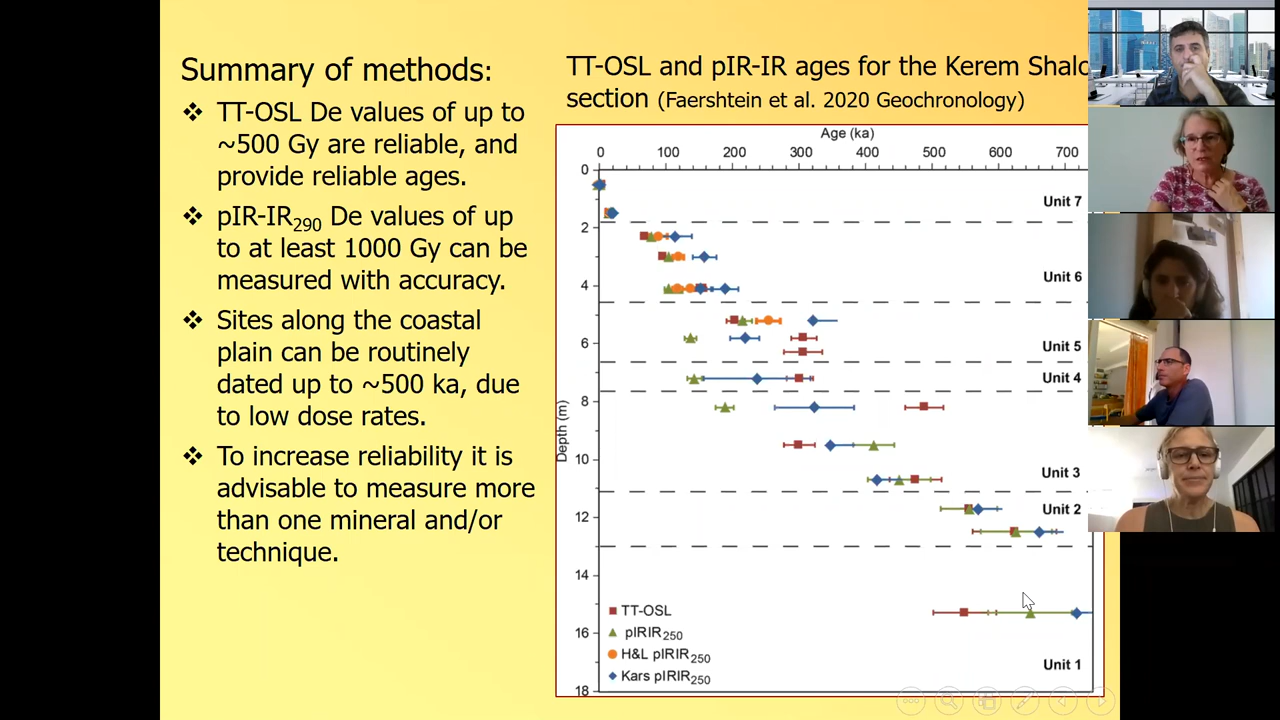 Summary of methods:
❖ TT-OSL De values of up to
~500 Gy are reliable, and
provide reliable ages.
❖ pIR-IR290 De values of up
to at least 1000 Gy can be
measured with accuracy.
❖ Sites along the coastal
plain can be routinely
dated up to ~500 ka, due
to low dose rates.
❖ To increase reliability it is
advisable to measure more
than one mineral and/or
technique.
TT-OSL and pIR-IR ages for the Kerem Shalo
section (Faershtein et al. 2020 Geochronology)
Age (ka)
0 100 200 300 400 500 600 700
Depth (m)
0
2
4
6
8
10
12
14
16
18
Unit 7
Unit 6
Unit 5
Unit 4
Unit 3
Unit 2
Unit 1
TT-OSL
pIRIR250
H&L pIRIR250
Kars pIRIR250